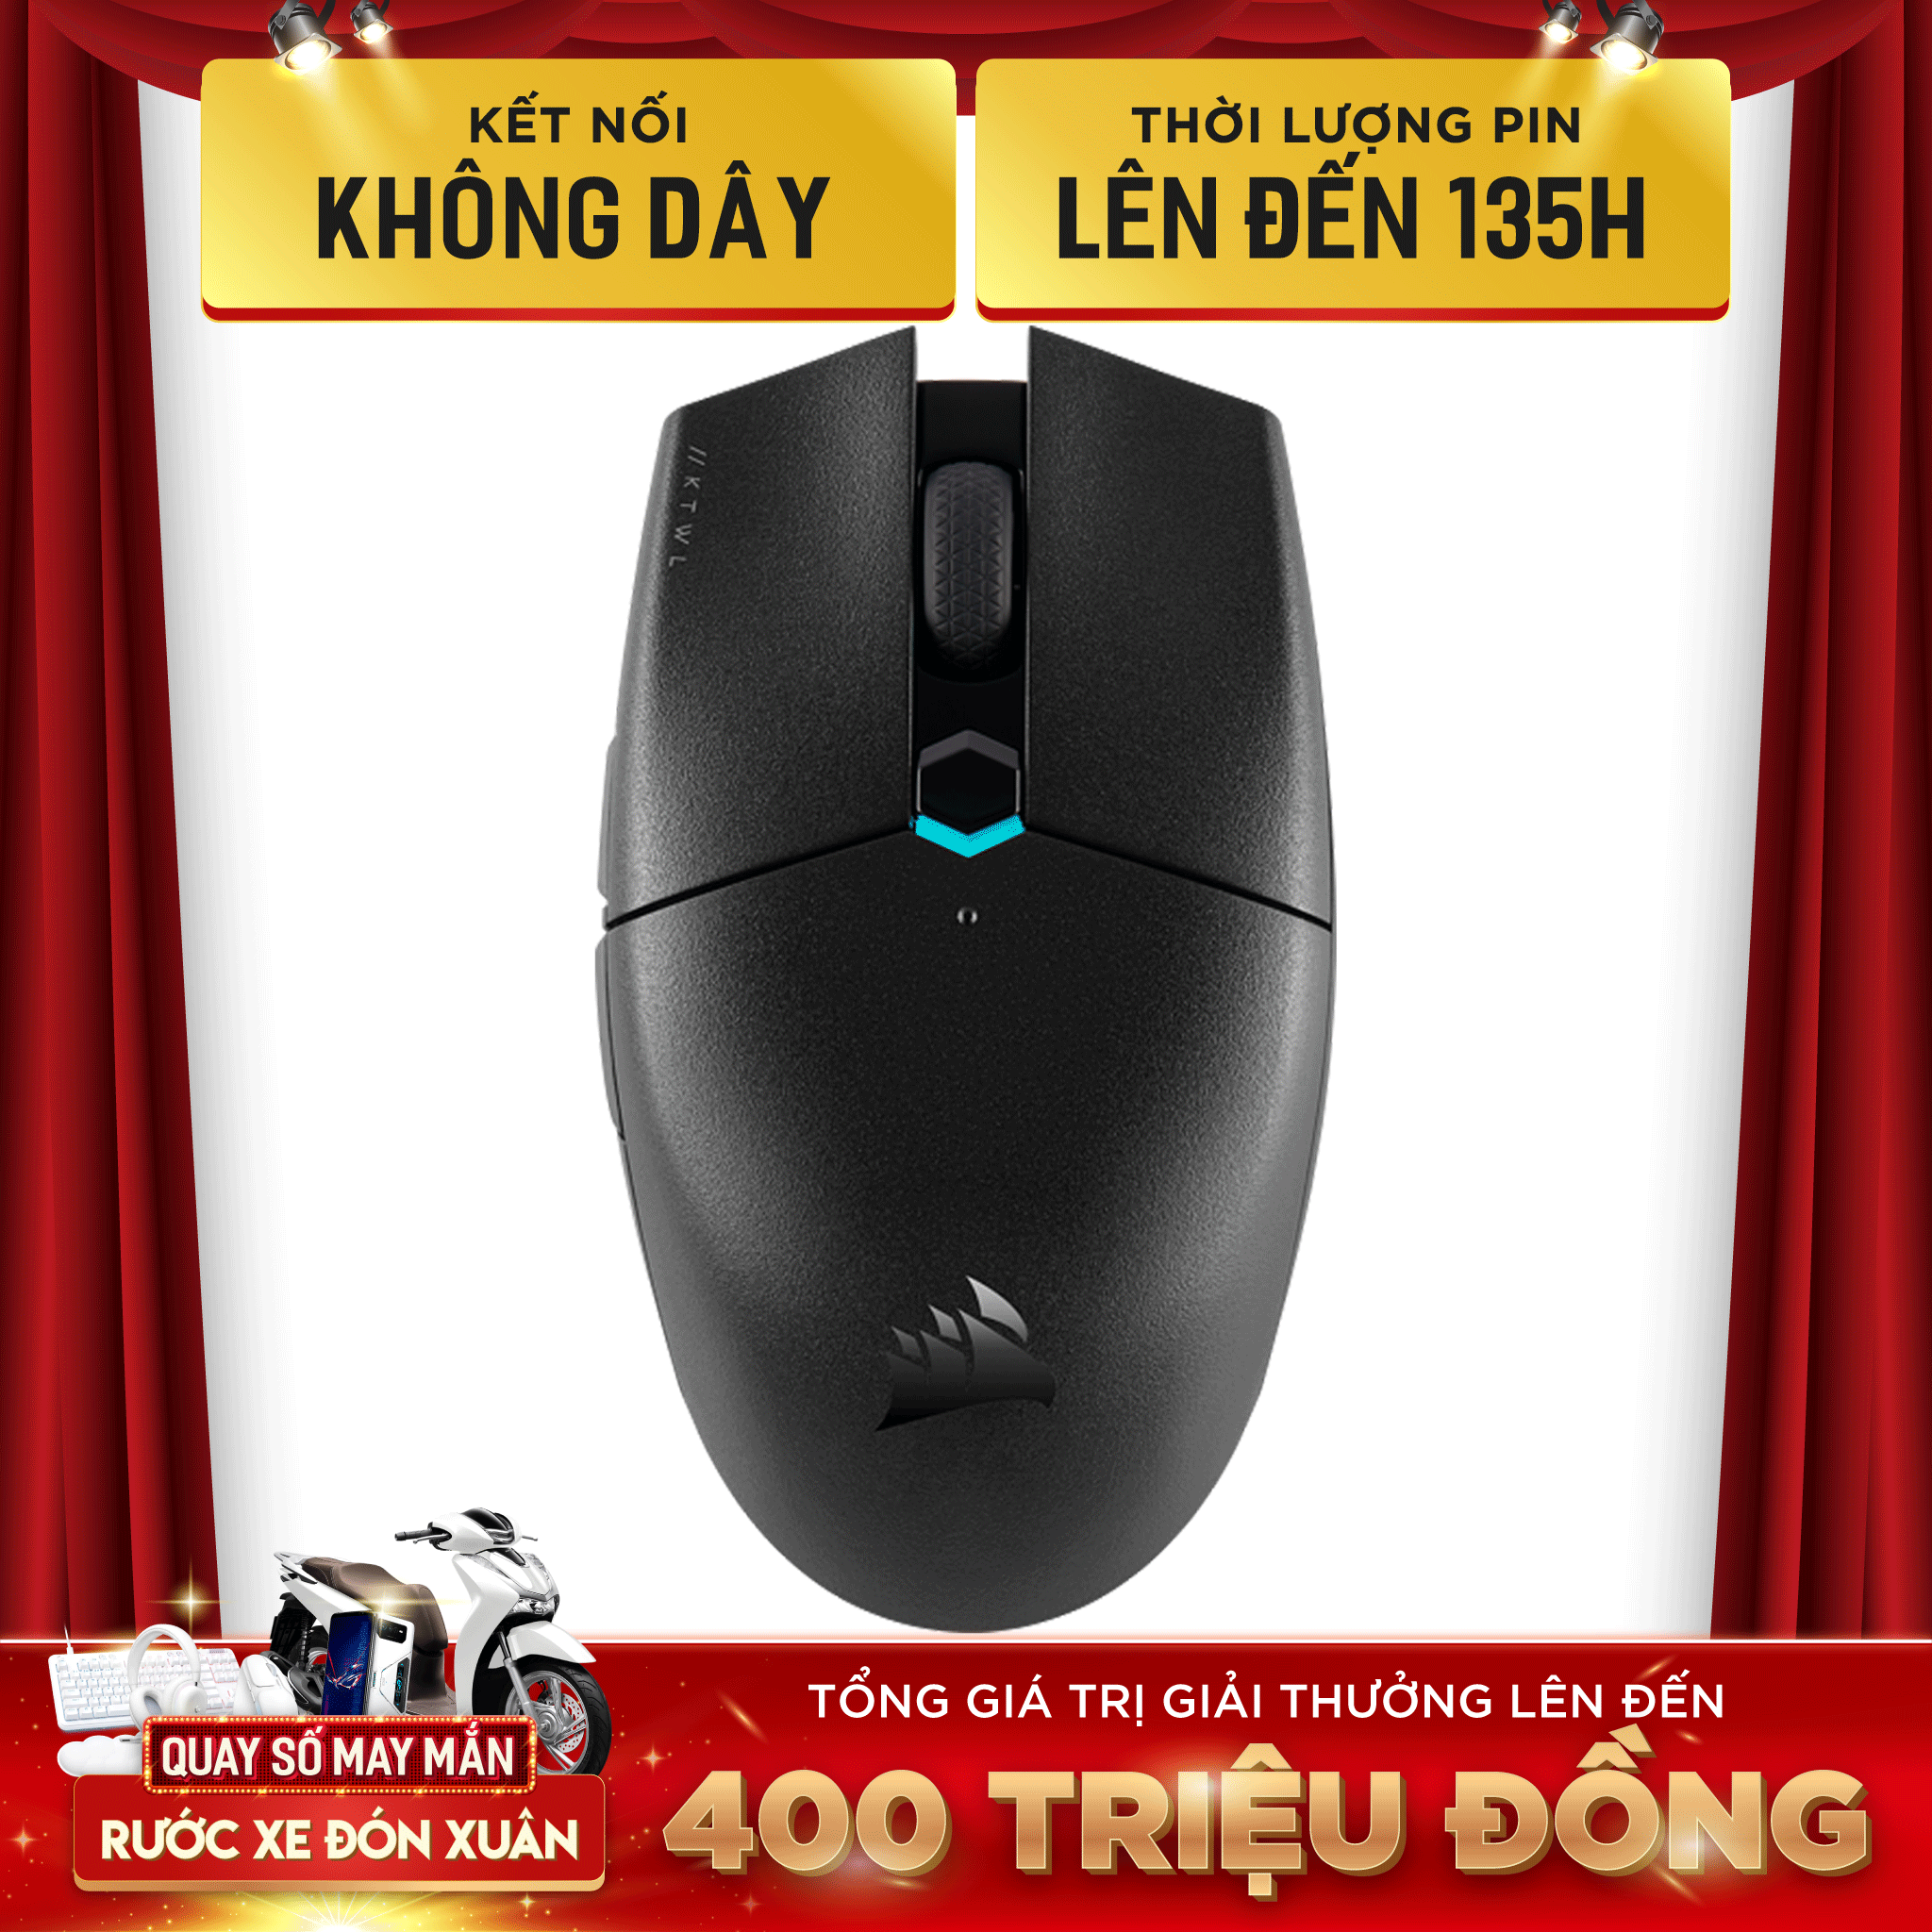 KẾT NỐI
KHÔNG DÂY
THỜI LƯỢNG PIN
LÊN ĐẾN 135H
//KTWL
QUAY SỐ MAY MẮN
RƯỚC XE ĐÓN XUÂN
TỔNG GIÁ TRỊ GIẢI THƯỞNG LÊN ĐẾN
400 TRIỆU ĐỒNG